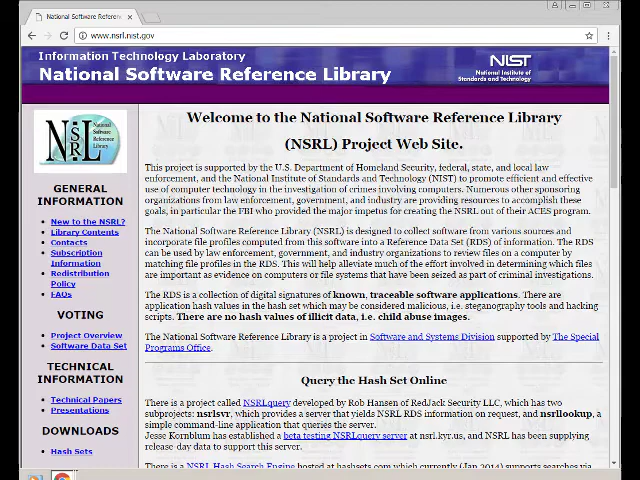 National Software Referen
www.nsrl.nist.gov
Information Technology Laboratory
National Software Reference Library
NIST
National Institute of
Standards and Technology
NSRL
National
Software
Reference
Library
GENERAL
INFORMATION
New to the NSRL?
Library Contents
Contacts
Subscription
Information
Redistribution
Policy
FAQs
VOTING
Project Overview
Software Data Set
TECHNICAL
INFORMATION
Technical Papers
Presentations
DOWNLOADS
Hash Sets
Welcome to the National Software Reference Library
(NSRL) Project Web Site.
This project is supported by the U.S. Department of Homeland Security, federal, state, and local law
enforcement, and the National Institute of Standards and Technology (NIST) to promote efficient and effective
use of computer technology in the investigation of crimes involving computers. Numerous other sponsoring
organizations from law enforcement, government, and industry are providing resources to accomplish these
goals, in particular the FBI who provided the major impetus for creating the NSRL out of their ACES program.
The National Software Reference Library (NSRL) is designed to collect software from various sources and
incorporate file profiles computed from this software into a Reference Data Set (RDS) of information. The RDS
can be used by law enforcement, government, and industry organizations to review files on a computer by
matching file profiles in the RDS. This will help alleviate much of the effort involved in determining which files
are important as evidence on computers or file systems that have been seized as part of criminal investigations.
The RDS is a collection of digital signatures of known, traceable software applications. There are
application hash values in the hash set which may be considered malicious, i.e. steganography tools and hacking
scripts. There are no hash values of illicit data, i.e. child abuse images.
The National Software Reference Library is a project in Software and Systems Division supported by The Special
Programs Office.
Query the Hash Set Online
There is a project called NSRLquery developed by Rob Hansen of RedJack Security LLC, which has two
subprojects: nsrlsvr, which provides a server that yields NSRL RDS information on request, and nsrllookup, a
simple command-line application that queries the server.
Jesse Kornblum has established a beta testing NSRLquery server at nsrl.kyr.us, and NSRL has been supplying
release-day data to support this server.
There is a NSRL Hash Search Engine hosted at hashsets.com which currently (Jan 2014) supports searches via